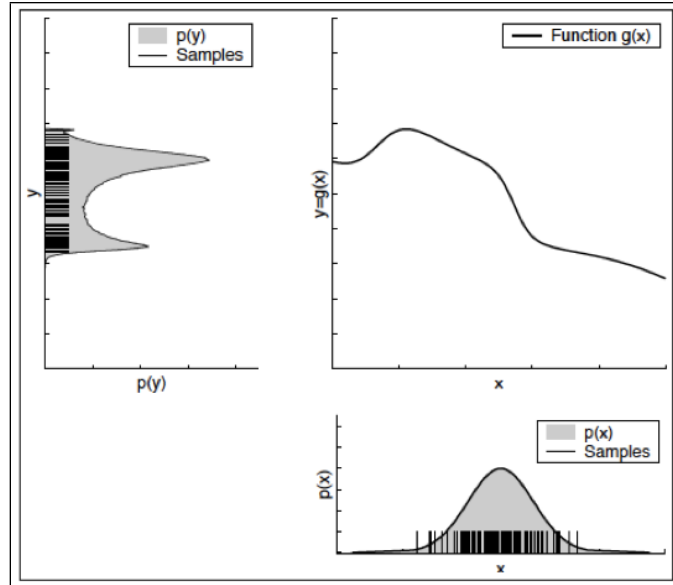 p(y)
Samples
y
p(y)
Function g(x)
y=g(x)
x
p(x)
Samples
p(x)
x